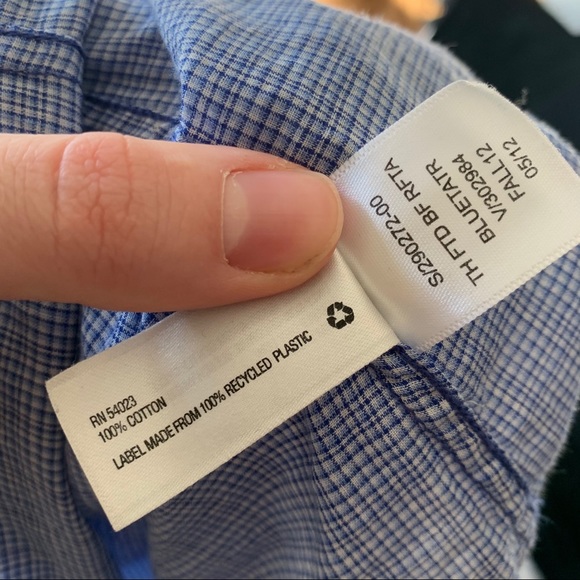 S/290272-00
TH FTD BF RFTA
BLUETATR
V/302984
FALL 12
05/12
RN 54023
100% COTTON
LABEL MADE FROM 100% RECYCLED PLASTIC